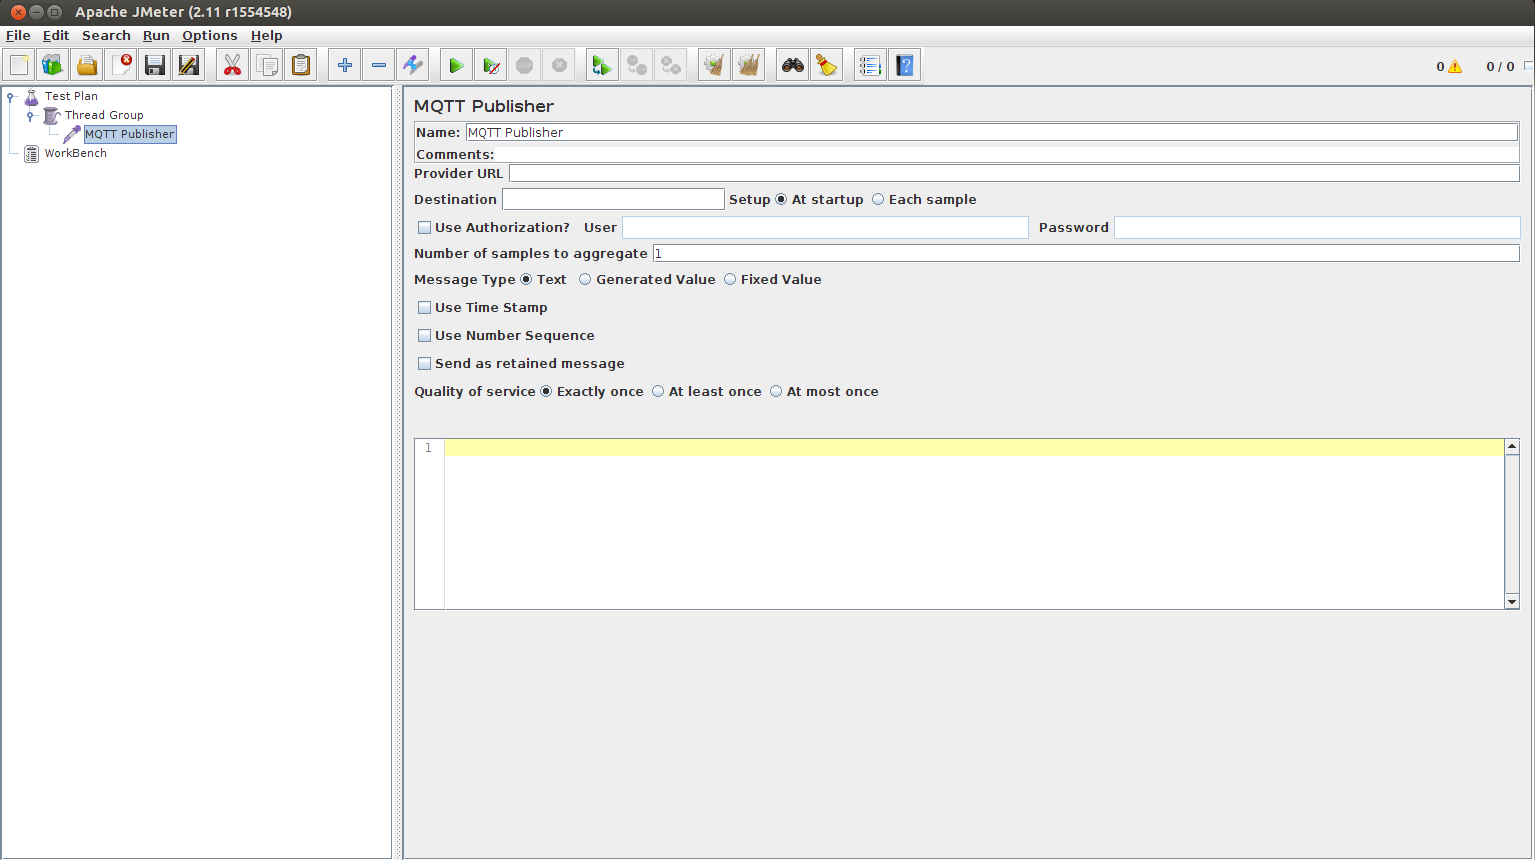 Apache JMeter (2.11 r1554548)
File Edit Search Run Options Help
0 0 / 0
Test Plan
Thread Group
MQTT Publisher
WorkBench
MQTT Publisher
Name: MQTT Publisher
Comments:
Provider URL
Destination Setup At startup Each sample
Use Authorization? User Password
Number of samples to aggregate 1
Message Type Text Generated Value Fixed Value
Use Time Stamp
Use Number Sequence
Send as retained message
Quality of service Exactly once At least once At most once
1